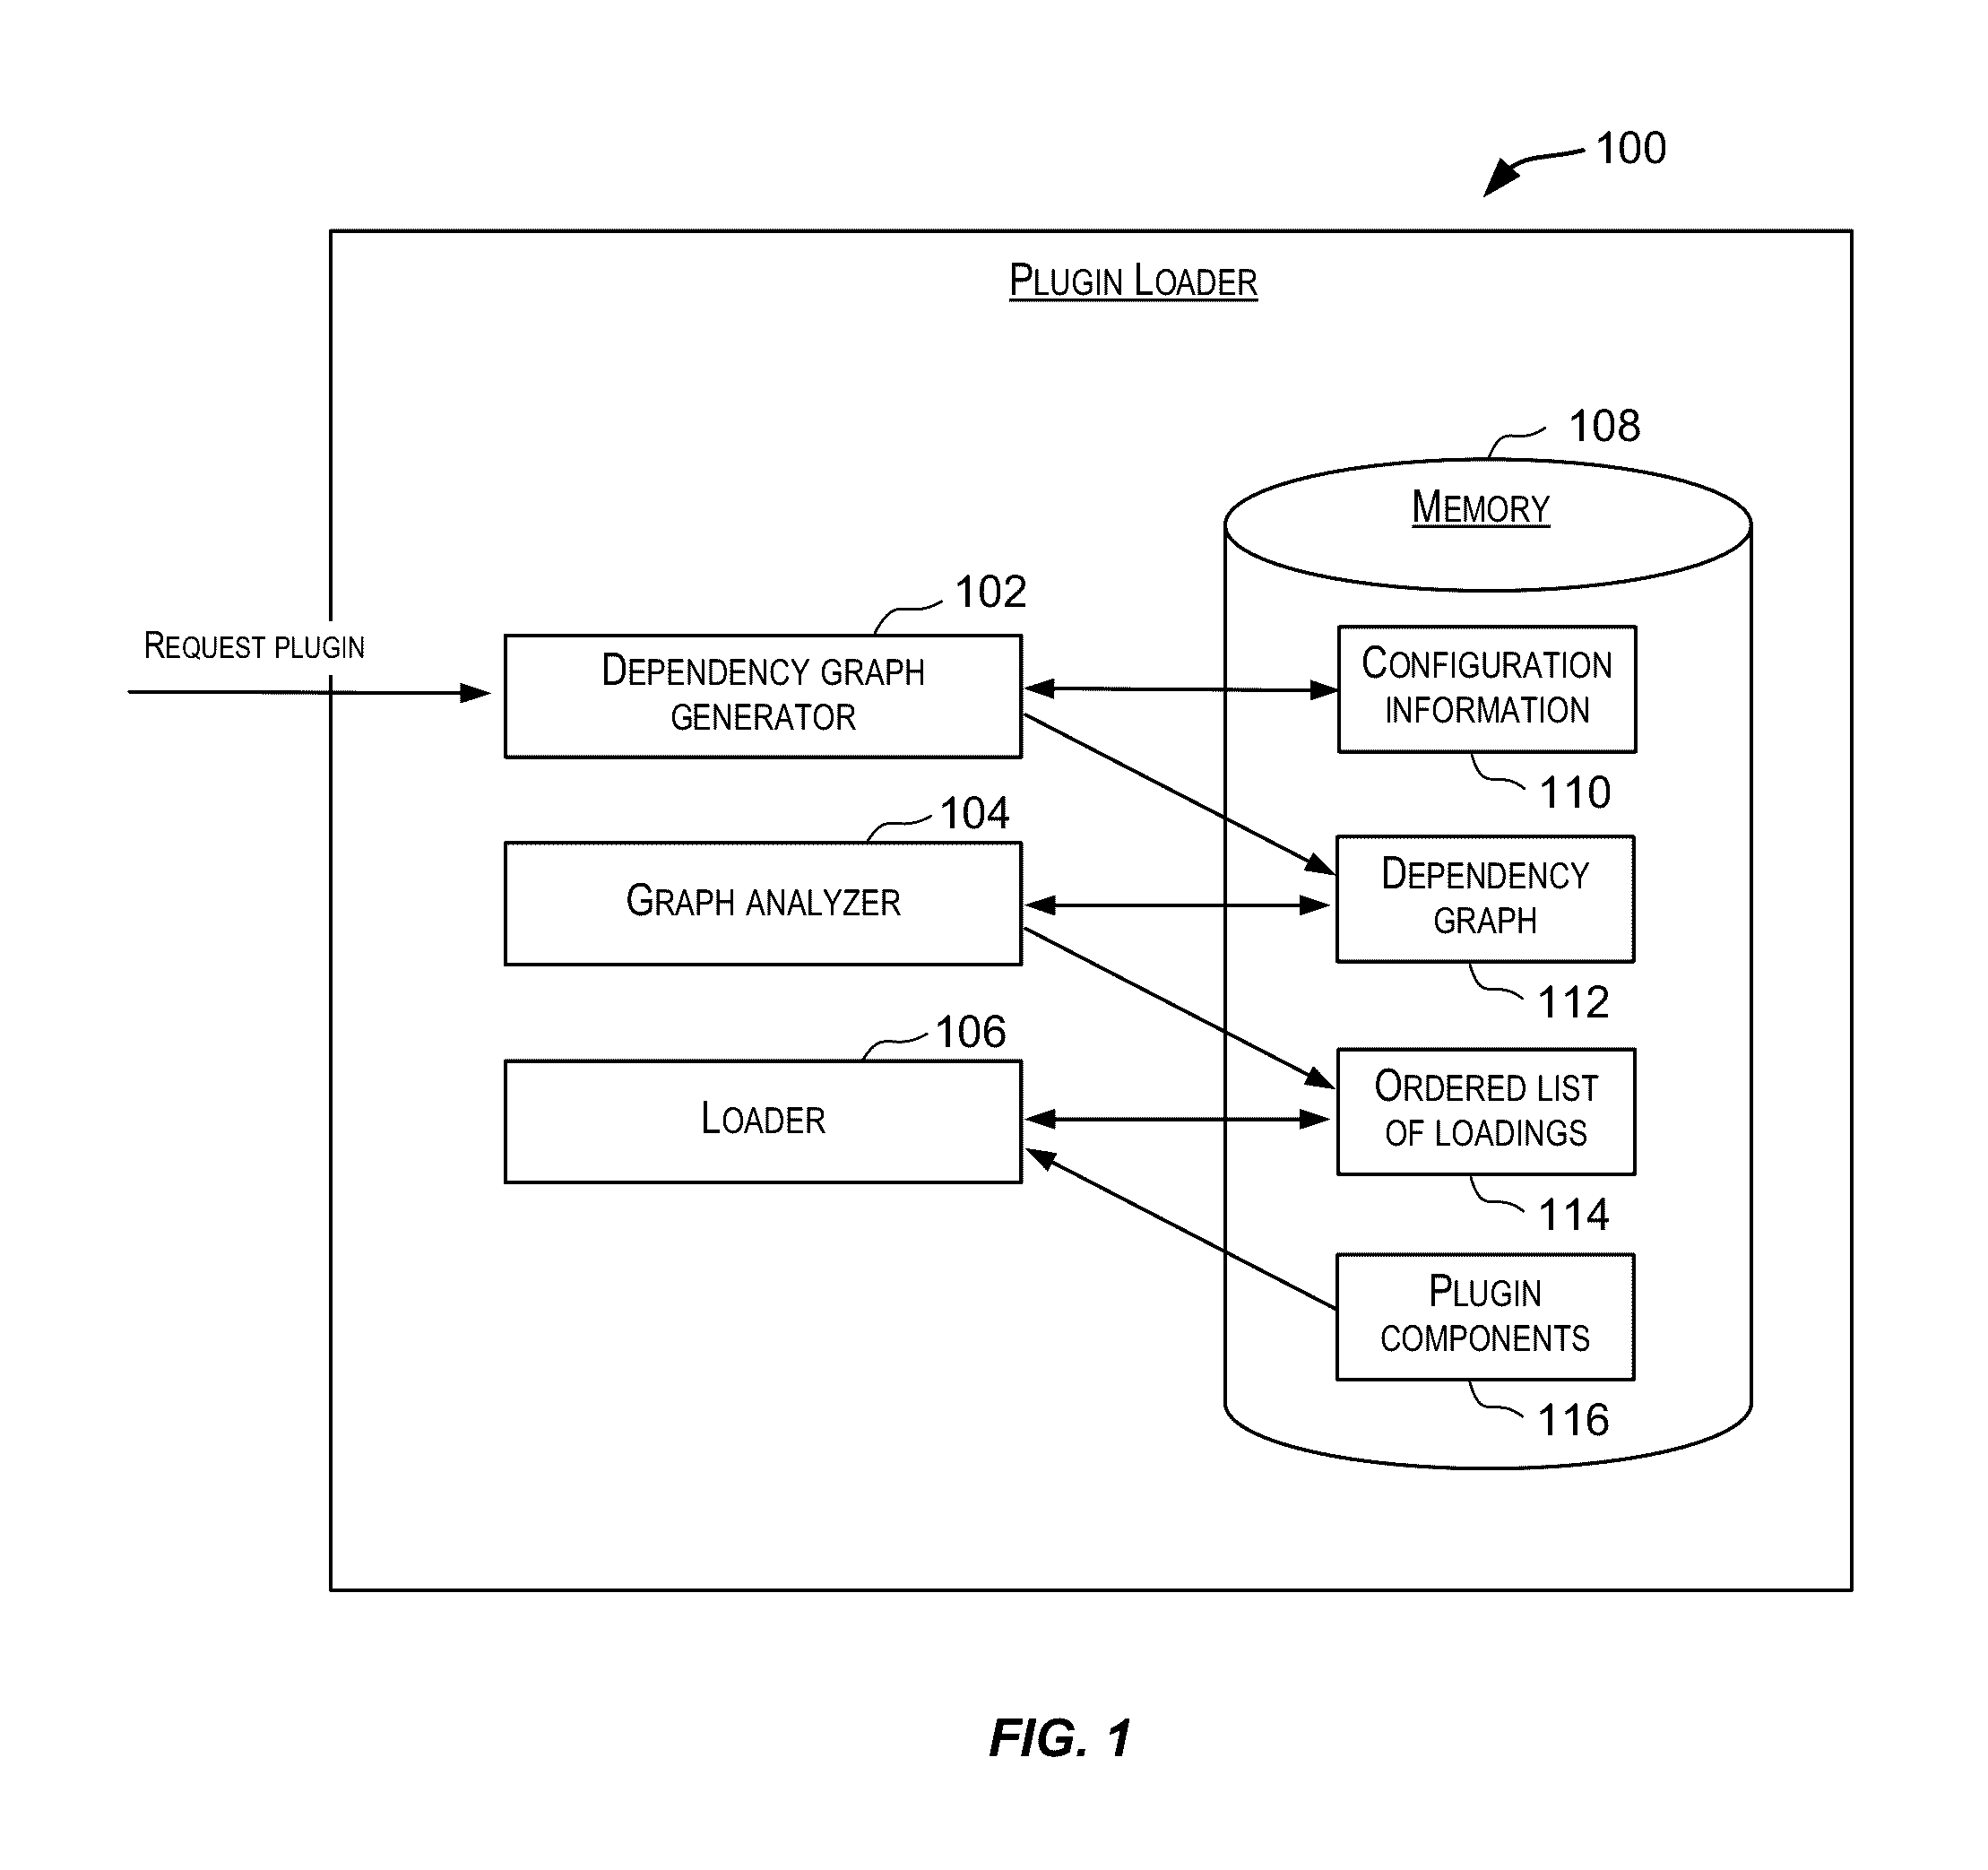 100
PLUGIN LOADER
108
MEMORY
102
REQUEST PLUGIN
DEPENDENCY GRAPH
GENERATOR
CONFIGURATION
INFORMATION
110
104
GRAPH ANALYZER
DEPENDENCY
GRAPH
112
106
LOADER
ORDERED LIST
OF LOADINGS
114
PLUGIN
COMPONENTS
116
FIG. 1